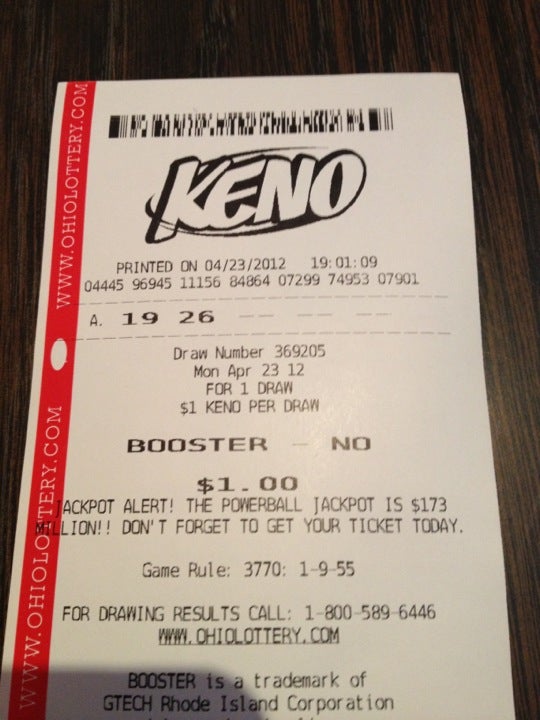 WWW.OHIOLOTTERY.COM
WWW.OHIOLOTTERY.COM
KENO
PRINTED ON 04/23/2012 19:01:09
04445 96945 11156 84864 07299 74953 07901
A. 19 26 -- -- --
Draw Number 369205
Mon Apr 23 12
FOR 1 DRAW
$1 KENO PER DRAW
BOOSTER - NO
$1.00
JACKPOT ALERT! THE POWERBALL JACKPOT IS $173
MILLION!! DON'T FORGET TO GET YOUR TICKET TODAY.
Game Rule: 3770: 1-9-55
FOR DRAWING RESULTS CALL: 1-800-589-6446
WWW.OHIOLOTTERY.COM
BOOSTER is a trademark of
GTECH Rhode Island Corporation